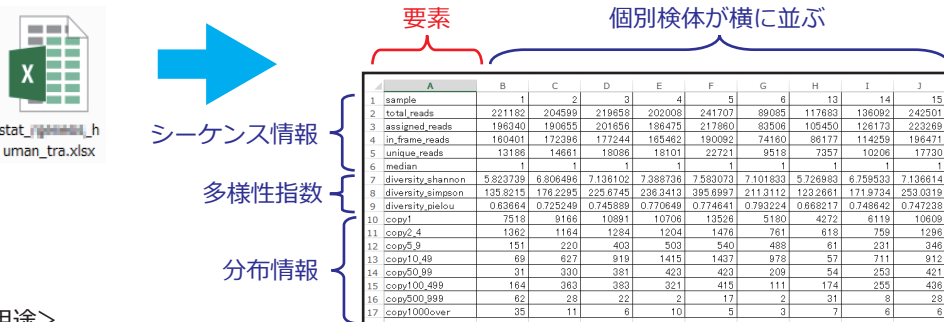 要素
個別検体が横に並ぶ
stat_ _h
uman_tra.xlsx
シーケンス情報
多様性指数
分布情報
A B C D E F G H I J
1 sample 1 2 3 4 5 6 13 14 15
2 total_reads 221182 204599 219658 202008 241707 89085 117683 136092 242501
3 assigned_reads 196340 190655 201656 186475 217860 83506 105450 126173 223269
4 in_frame_reads 160401 172396 177244 165462 190092 74160 86177 114259 196471
5 unique_reads 13186 14661 18086 18101 22721 9518 7357 10206 17730
6 median 1 1 1 1 1 1 1 1 1
7 diversity_shannon 5.823739 6.806496 7.136102 7.388736 7.583073 7.101833 5.726983 6.759533 7.136614
8 diversity_simpson 135.8215 176.2295 225.6745 236.3413 395.6997 211.3112 123.2661 171.9734 253.0319
9 diversity_pielou 0.63664 0.725249 0.745889 0.770649 0.774641 0.793224 0.668217 0.748642 0.747238
10 copy1 7518 9166 10891 10706 13526 5180 4272 6119 10609
11 copy2_4 1362 1164 1284 1204 1476 761 618 759 1296
12 copy5_9 151 220 403 503 540 488 61 231 346
13 copy10_49 69 627 919 1415 1437 978 57 711 912
14 copy50_99 31 330 381 423 423 209 54 253 421
15 copy100_499 164 363 383 321 415 111 174 255 436
16 copy500_999 62 28 22 2 17 2 31 8 28
17 copy1000over 35 11 6 10 5 3 7 6 6
用途＞